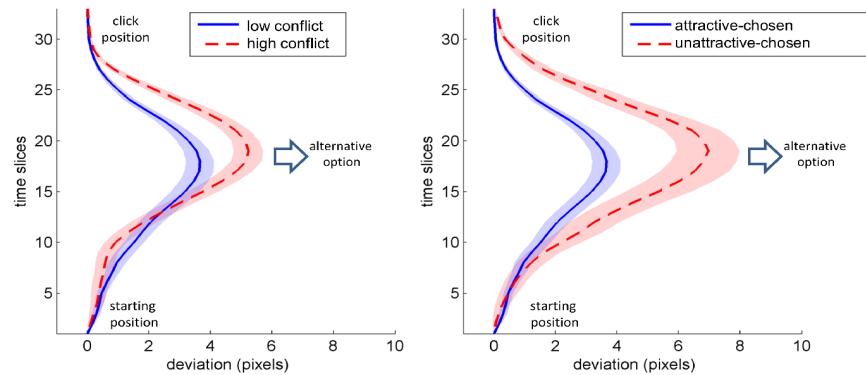 click
position
low conflict
high conflict
30
25
20
15
10
5
time slices
alternative
option
starting
position
0
2
4
6
8
10
deviation (pixels)
click
position
attractive-chosen
unattractive-chosen
30
25
20
15
10
5
time slices
alternative
option
starting
position
0
2
4
6
8
10
deviation (pixels)